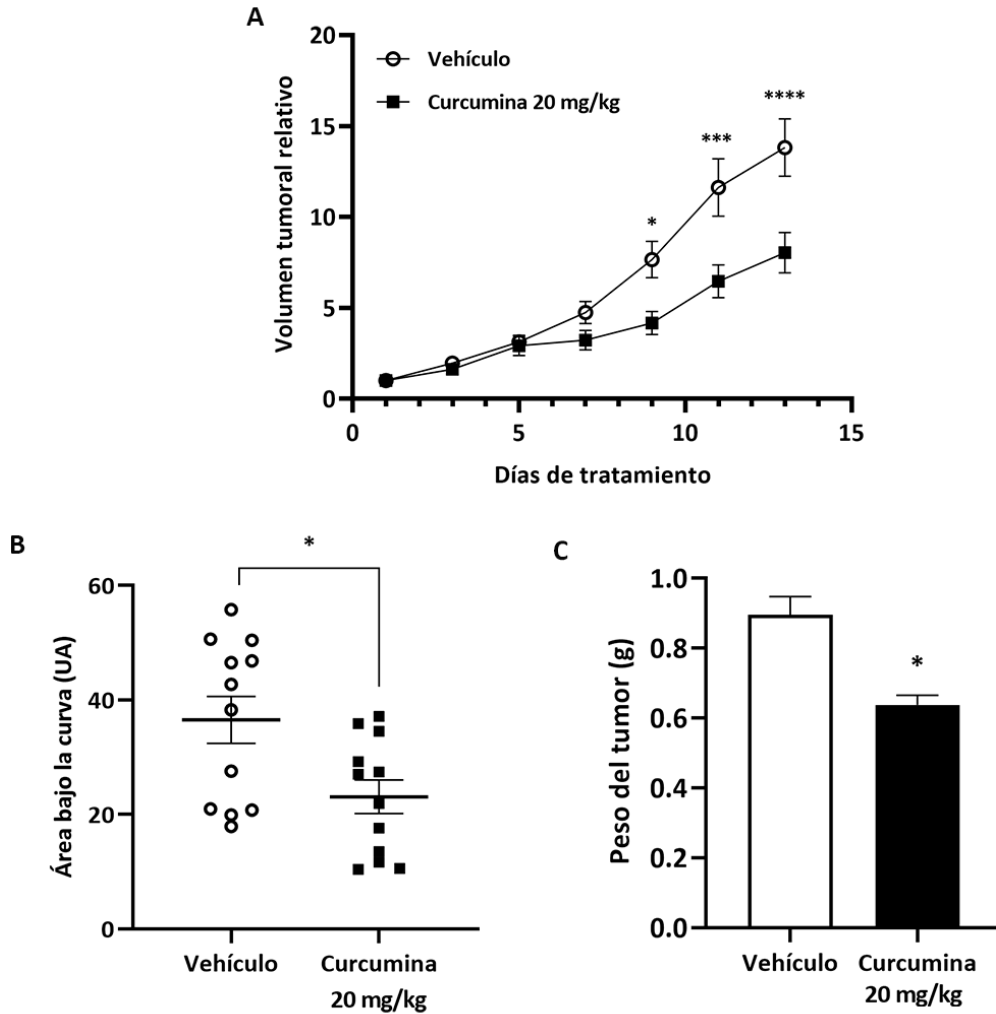 A
20
15
10
5
0
Volumen tumoral relativo
Vehículo
Curcumina 20 mg/kg
*
***
****
0
5
10
15
Días de tratamiento
B
*
60
40
20
0
Área bajo la curva (UA)
Vehículo
Curcumina
20 mg/kg
C
1.0
0.8
0.6
0.4
0.2
0.0
Peso del tumor (g)
*
Vehículo
Curcumina
20 mg/kg